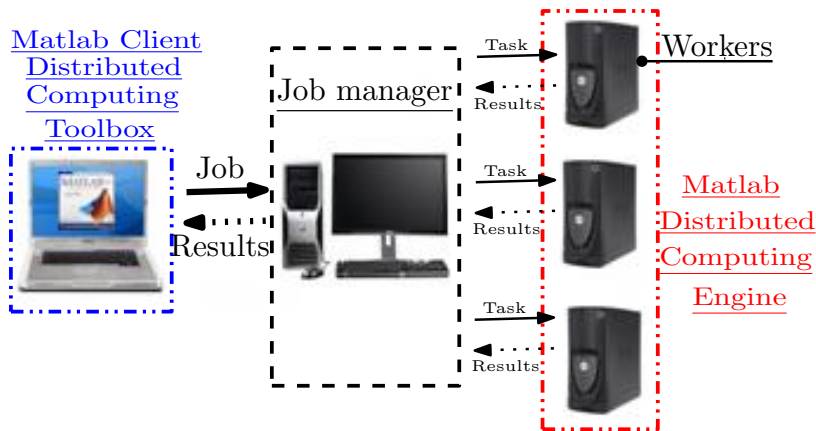 Matlab Client
Distributed
Computing
Toolbox
MATLAB
Job
Results
Job manager
Task
Results
Task
Results
Task
Results
Workers
Matlab
Distributed
Computing
Engine